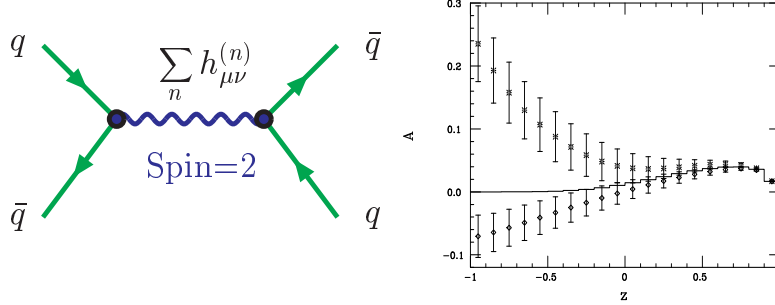 q
q̄
∑ₙ h_{μν}^{(n)}
Spin=2
q̄
q
0.3
0.2
0.1
0.0
-0.1
A
-1
-0.5
0
0.5
z